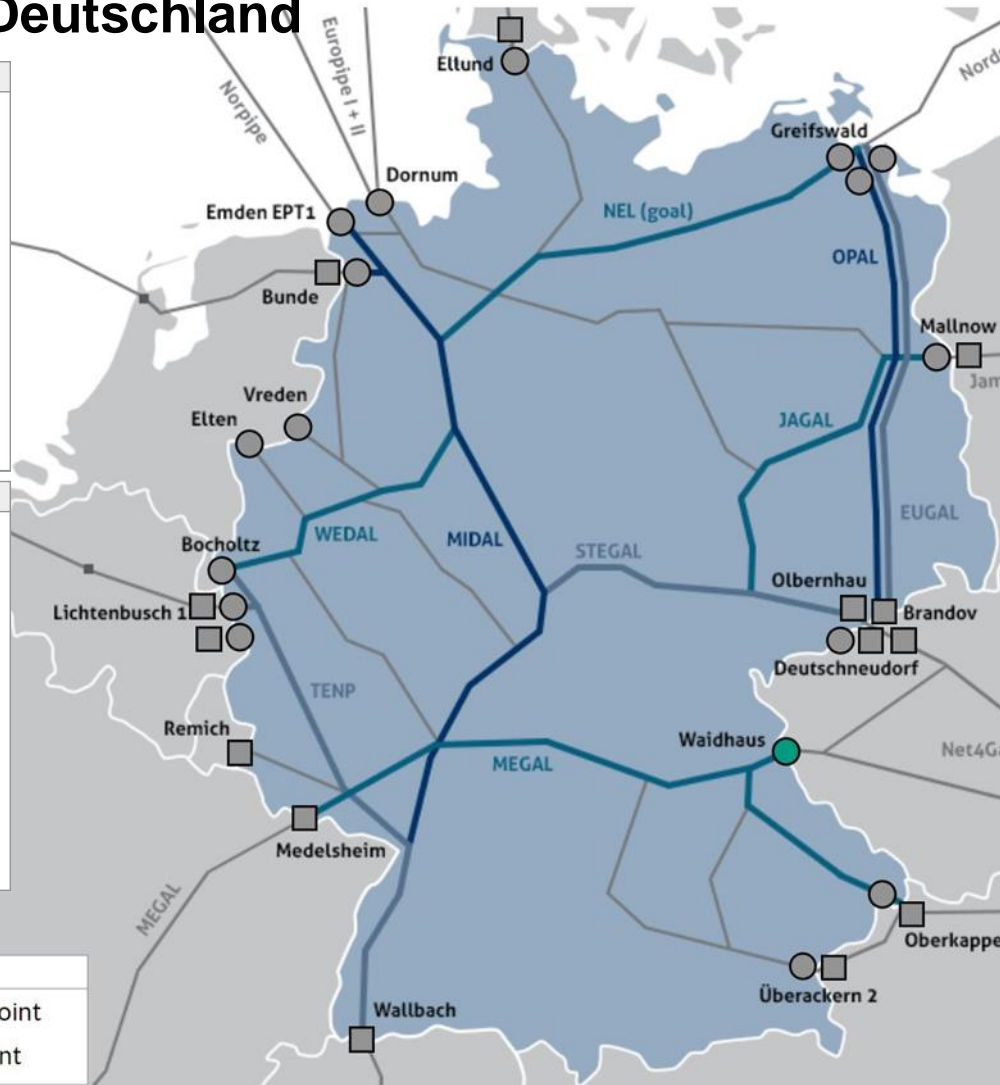 Deutschland
Europipe I + II
Norpipe
Ellund
Nord
Greifswald
Dornum
Emden EPT1
NEL (goal)
OPAL
Bunde
Mallnow
Jam
Vreden
Elten
JAGAL
EUGAL
WEDAL
MIDAL
STEGAL
Bocholtz
Olbernhau
Lichtenbusch 1
Brandov
Deutschneudorf
TENP
Remich
Waidhaus
Net4Ga
MEGAL
Medelsheim
MEGAL
Oberkappe
Überackern 2
Wallbach
oint
nt